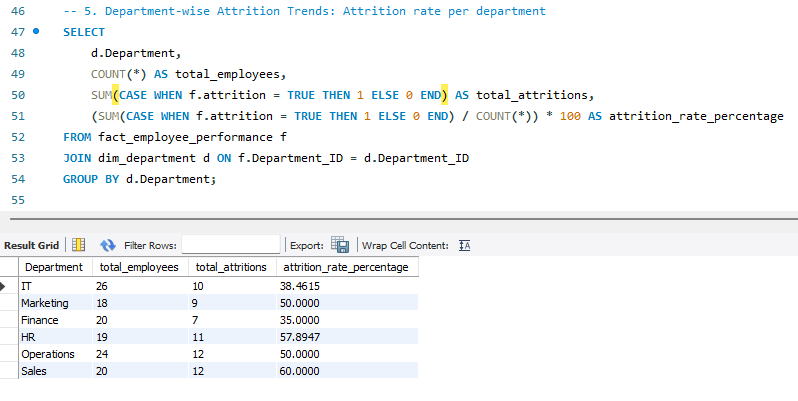 46 -- 5. Department-wise Attrition Trends: Attrition rate per department
47 SELECT
48 d.Department,
49 COUNT(*) AS total_employees,
50 SUM(CASE WHEN f.attrition = TRUE THEN 1 ELSE 0 END) AS total_attritions,
51 (SUM(CASE WHEN f.attrition = TRUE THEN 1 ELSE 0 END) / COUNT(*)) * 100 AS attrition_rate_percentage
52 FROM fact_employee_performance f
53 JOIN dim_department d ON f.Department_ID = d.Department_ID
54 GROUP BY d.Department;
55
Result Grid Filter Rows: Export: Wrap Cell Content: IA
Department total_employees total_attritions attrition_rate_percentage
IT 26 10 38.4615
Marketing 18 9 50.0000
Finance 20 7 35.0000
HR 19 11 57.8947
Operations 24 12 50.0000
Sales 20 12 60.0000